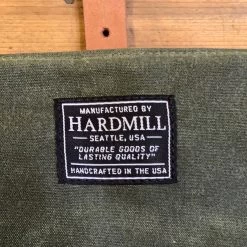 MANUFACTURED BY
HARDMILL
SEATTLE, USA
"DURABLE GOODS OF
LASTING QUALITY"
HANDCRAFTED IN THE USA